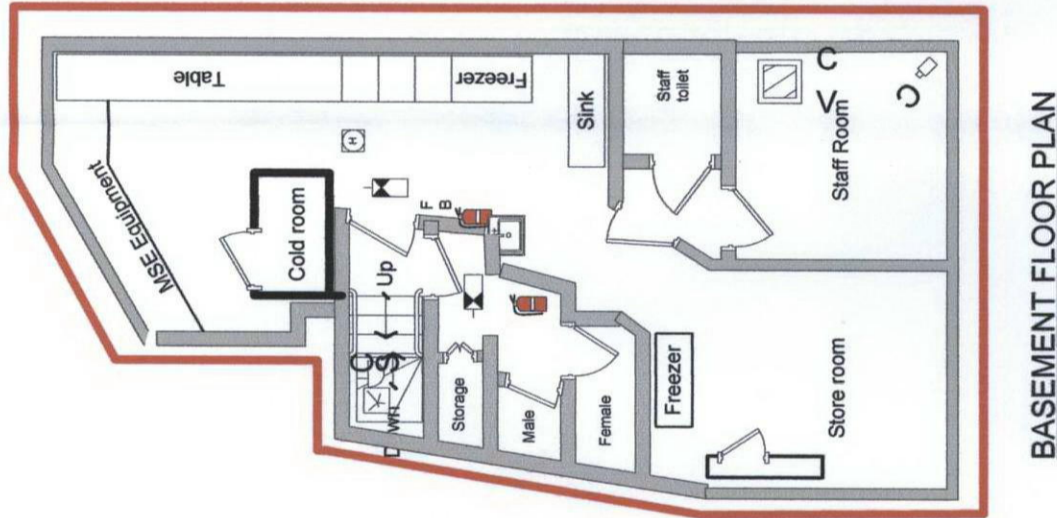 Table
Freezer
MSE Equipment
Cold room
H
F
B
Sink
Staff
toilet
Staff Room
C
V
Up
C
S
WH
Storage
Male
Female
Freezer
Store room
BASEMENT FLOOR PLAN